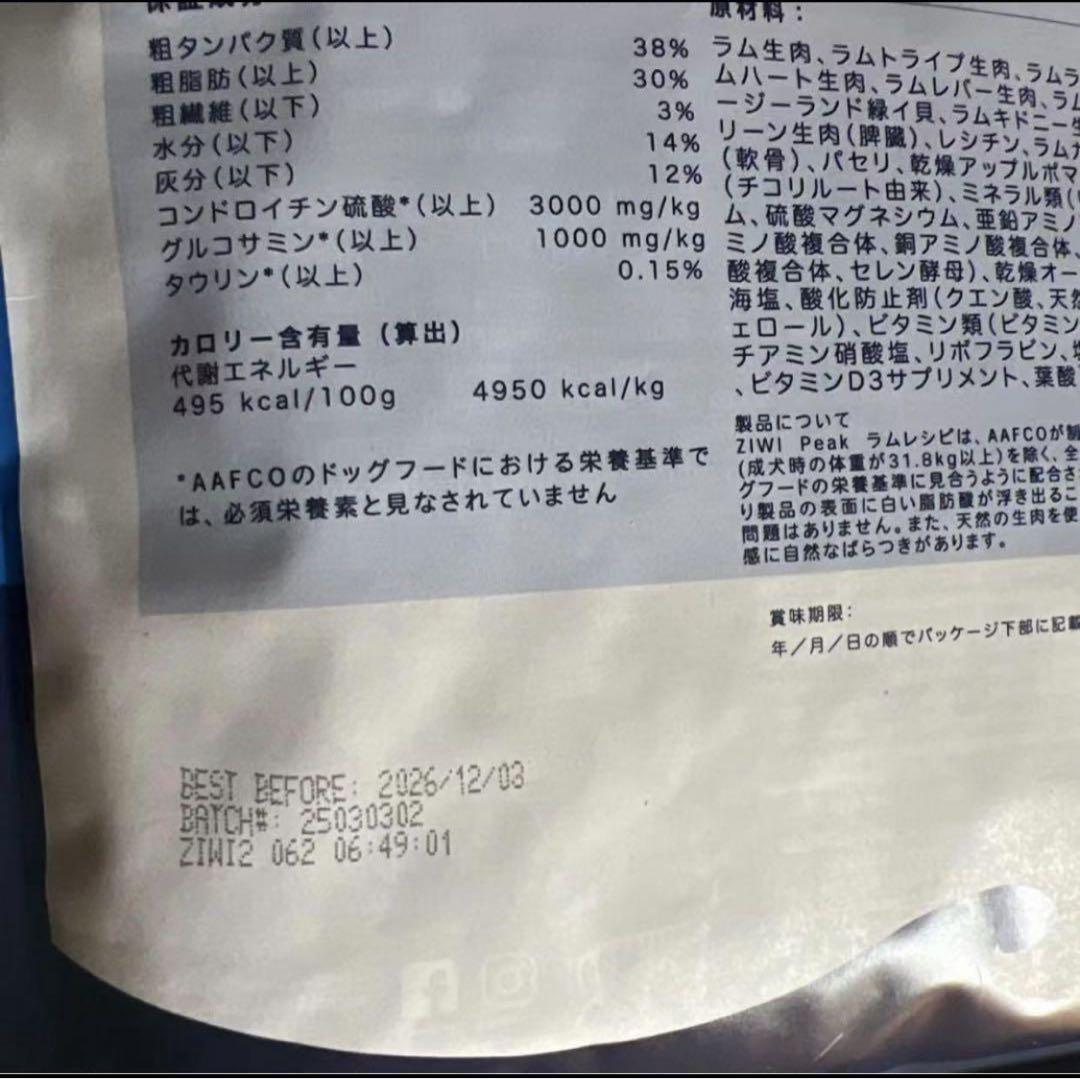 保証成分
粗タンパク質(以上) 38%
粗脂肪(以上) 30%
粗繊維(以下) 3%
水分(以下) 14%
灰分(以下) 12%
コンドロイチン硫酸*(以上) 3000 mg/kg
グルコサミン*(以上) 1000 mg/kg
タウリン*(以上) 0.15%
カロリー含有量 (算出)
代謝エネルギー
495 kcal/100g 4950 kcal/kg
*AAFCOのドッグフードにおける栄養基準で
は、必須栄養素と見なされていません
原材料:
ラム生肉、ラムトライプ生肉、ラムラ
ムハート生肉、ラムレバー生肉、ラム
ージーランド緑イ貝、ラムキドニー生
リーン生肉(脾臓)、レシチン、ラムカ
(軟骨)、パセリ、乾燥アップルポマ
(チコリルート由来)、ミネラル類(
ム、硫酸マグネシウム、亜鉛アミノ
ミノ酸複合体、銅アミノ酸複合体、
酸複合体、セレン酵母)、乾燥オー
海塩、酸化防止剤(クエン酸、天然
ェロール)、ビタミン類(ビタミン
チアミン硝酸塩、リボフラビン、塩
、ビタミンD3サプリメント、葉酸
製品について
ZIWI Peak ラムレシピは、AAFCOが制
(成犬時の体重が31.8kg以上)を除く、全
グフードの栄養基準に見合うように配合さ
り製品の表面に白い脂肪酸が浮き出るこ
問題はありません。また、天然の生肉を使
感に自然なばらつきがあります。
賞味期限:
年/月/日の順でパッケージ下部に記載
BEST BEFORE: 2026/12/03
BATCH#: 25030302
ZIWI2 062 06:49:01